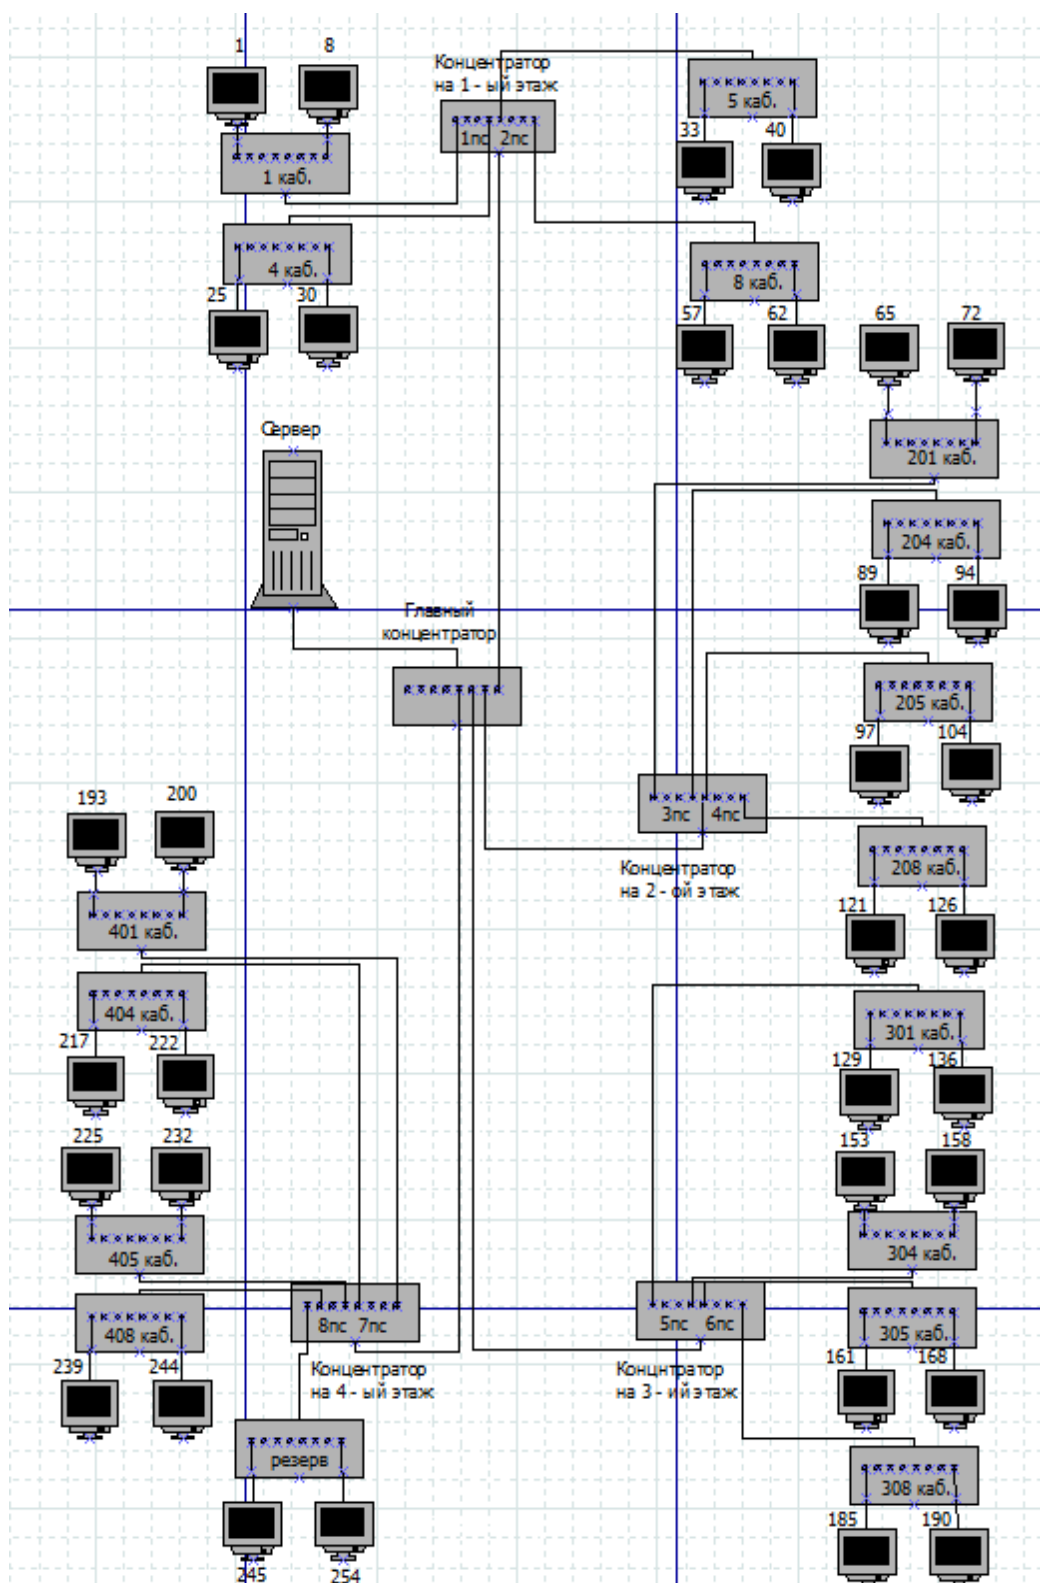 1
8
Концентратор
на 1 - ый этаж
1пс 2пс
5 каб.
33
40
1 каб.
4 каб.
25
30
8 каб.
57
62
65
72
201 каб.
Сервер
204 каб.
89
94
Главный
концентратор
205 каб.
97
104
3пс 4пс
Концентратор
на 2 - ой этаж
208 каб.
121
126
193
200
401 каб.
404 каб.
217
222
301 каб.
129
136
225
232
153
158
405 каб.
304 каб.
408 каб.
239
244
8пс 7пс
Концентратор
на 4 - ый этаж
5пс 6пс
Концнтратор
на 3 - ий этаж
305 каб.
161
168
резерв
245
254
308 каб.
185
190